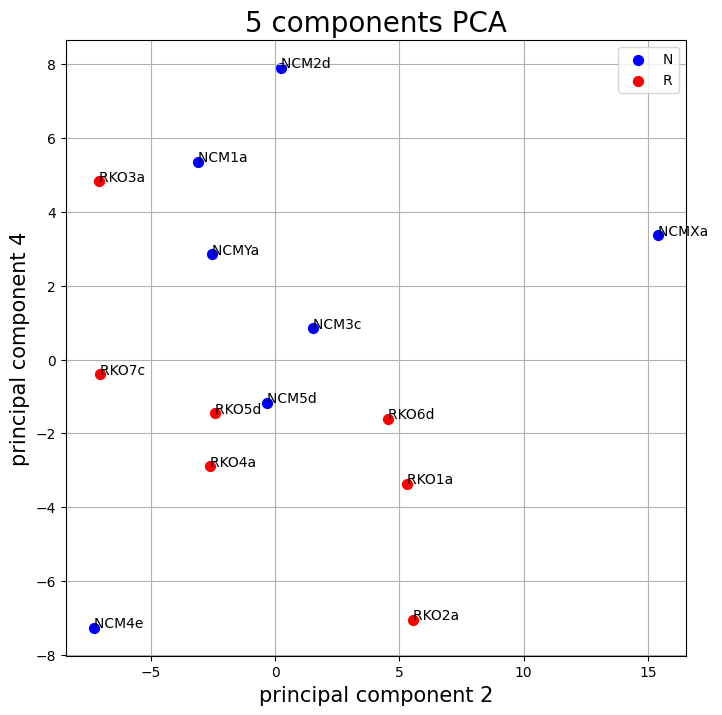 5 components PCA
N
R
NCM2d
NCM1a
RKO3a
NCMXa
NCMYa
NCM3c
RKO7c
NCM5d
RKO5d
RKO6d
RKO4a
RKO1a
RKO2a
NCM4e
8
6
4
2
0
−2
−4
−6
−8
−5
0
5
10
15
principal component 4
principal component 2